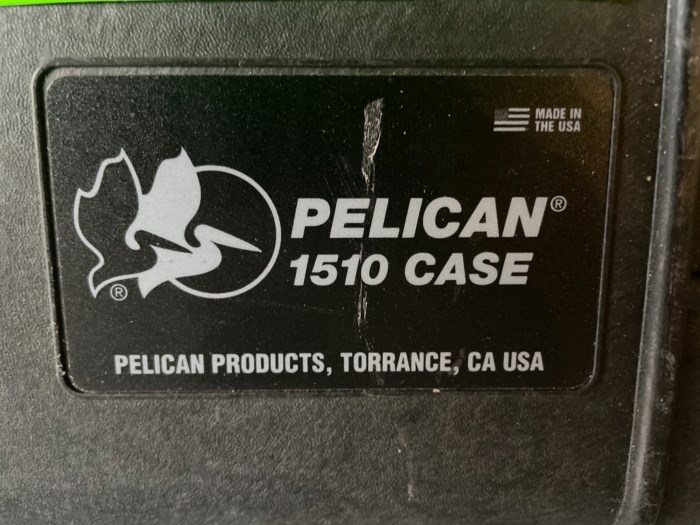 MADE IN
THE USA
PELICAN®
1510 CASE
®
PELICAN PRODUCTS, TORRANCE, CA USA